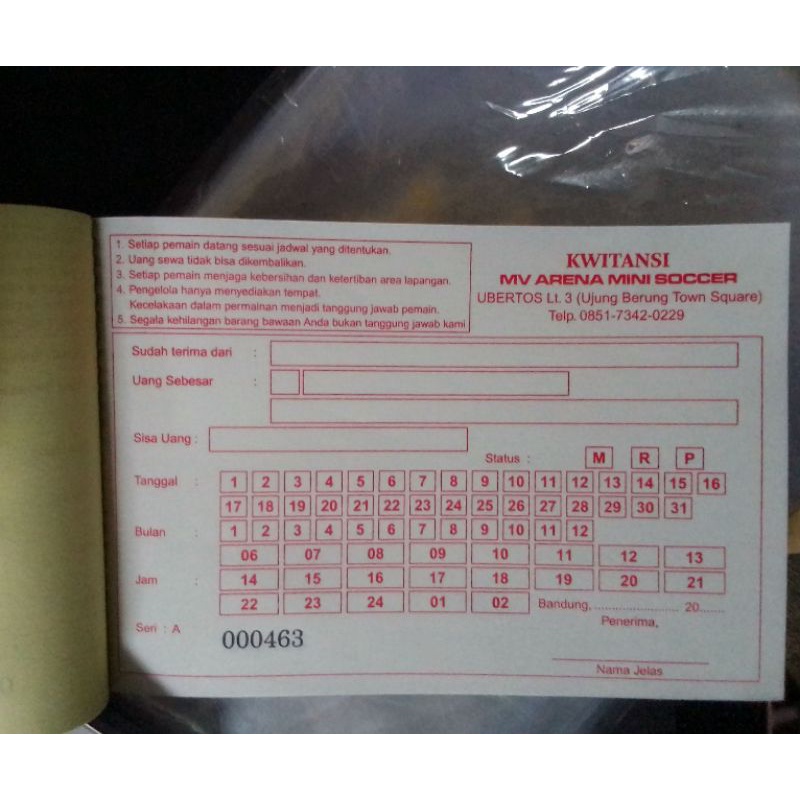 1. Setiap pemain datang sesuai jadwal yang ditentukan.
2. Uang sewa tidak bisa dikembalikan.
3. Setiap pemain menjaga kebersihan dan ketertiban area lapangan.
4. Pengelola hanya menyediakan tempat.
Kecelakaan dalam permainan menjadi tanggung jawab pemain.
5. Segala kehilangan barang bawaan Anda bukan tanggung jawab kami
KWITANSI
MV ARENA MINI SOCCER
UBERTOS Lt. 3 (Ujung Berung Town Square)
Telp. 0851-7342-0229
Sudah terima dari :
Uang Sebesar :
Sisa Uang :
Status : M R P
Tanggal : 1 2 3 4 5 6 7 8 9 10 11 12 13 14 15 16
17 18 19 20 21 22 23 24 25 26 27 28 29 30 31
Bulan : 1 2 3 4 5 6 7 8 9 10 11 12
06 07 08 09 10 11 12 13
Jam : 14 15 16 17 18 19 20 21
22 23 24 01 02
Bandung, ........................ 20......
Penerima,
Seri : A 000463
Nama Jelas